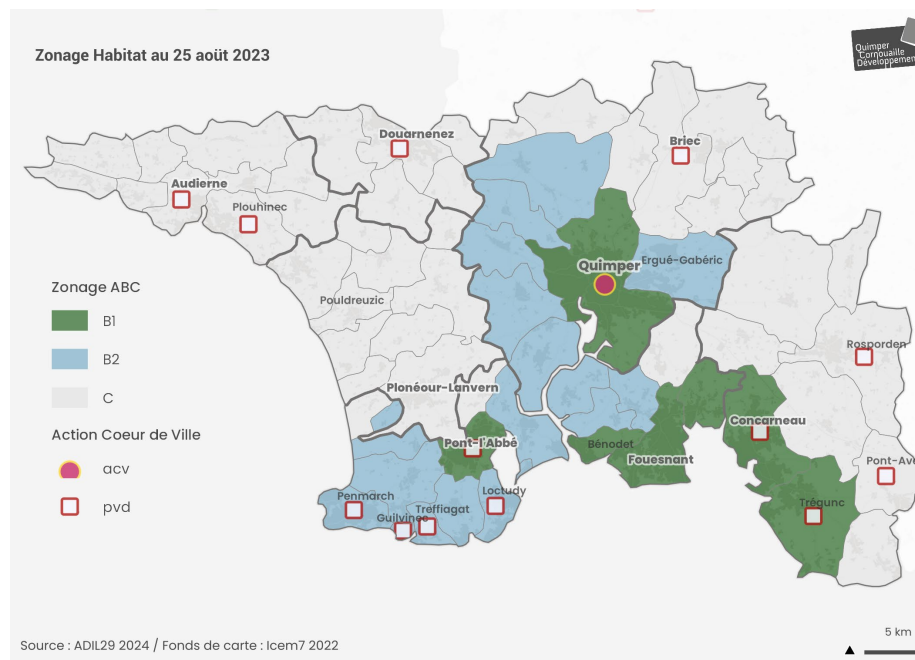 Zonage Habitat au 25 août 2023
Quimper
Cornouaille
Développement
Douarnenez
Briec
Audierne
Plouhinec
Quimper
Ergué-Gabéric
Zonage ABC
Pouldreuzic
B1
Rosporden
B2
Plonéour-Lanvern
C
Concarneau
Action Coeur de Ville
Pont-l'Abbé
Bénodet
Fouesnant
Pont-Ave
acv
Penmarch
Loctudy
Trégunc
pvd
Treffiagat
Guilvinec
5 km
Source : ADIL29 2024 / Fonds de carte : Icem7 2022